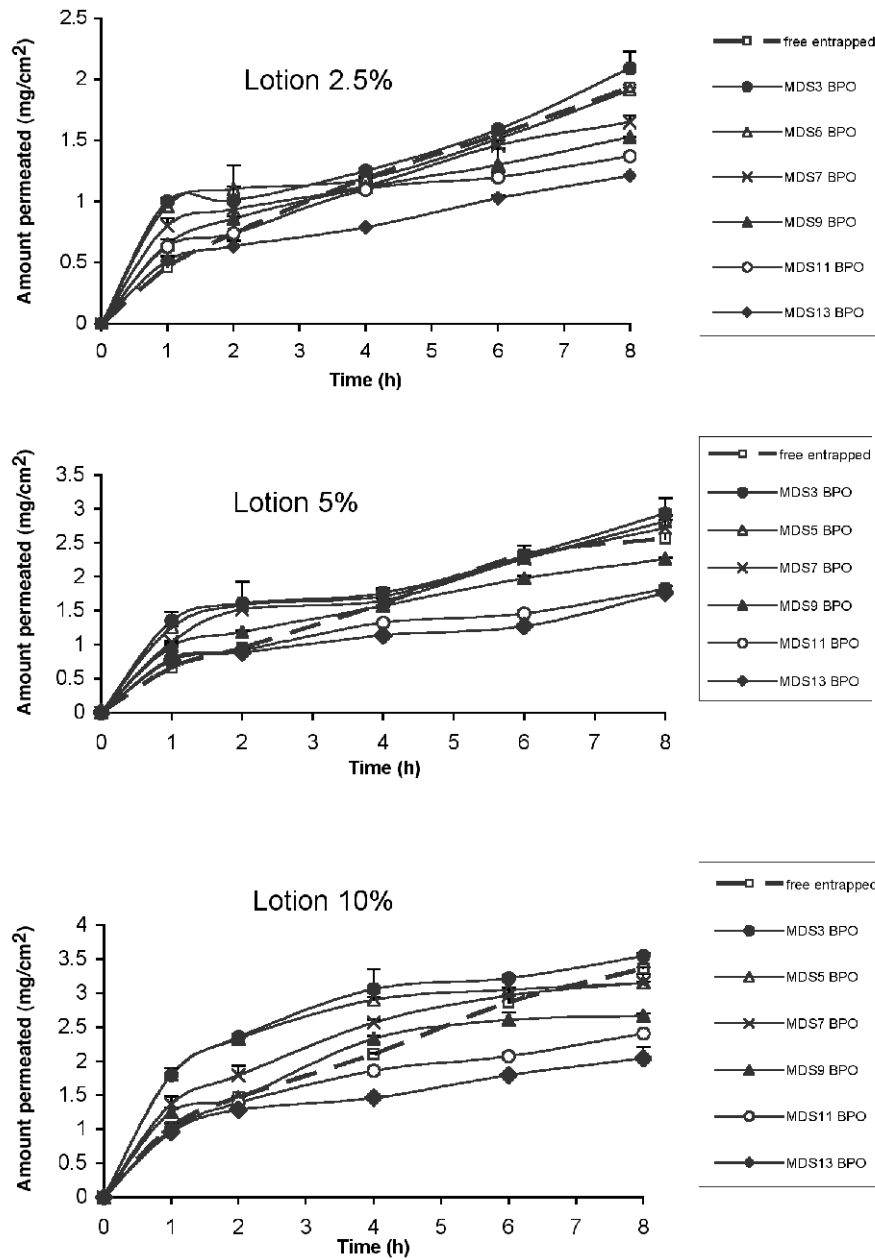 Lotion 2.5%
Amount permeated (mg/cm²)
2.5
2
1.5
1
0.5
0
0 1 2 3 4 5 6 7 8
Time (h)
free entrapped
MDS3 BPO
MDS5 BPO
MDS7 BPO
MDS9 BPO
MDS11 BPO
MDS13 BPO
Lotion 5%
Amount permeated (mg/cm²)
3.5
3
2.5
2
1.5
1
0.5
0
0 1 2 3 4 5 6 7 8
Time (h)
free entrapped
MDS3 BPO
MDS5 BPO
MDS7 BPO
MDS9 BPO
MDS11 BPO
MDS13 BPO
Lotion 10%
Amount permeated (mg/cm²)
4
3.5
3
2.5
2
1.5
1
0.5
0
0 1 2 3 4 5 6 7 8
Time (h)
free entrapped
MDS3 BPO
MDS5 BPO
MDS7 BPO
MDS9 BPO
MDS11 BPO
MDS13 BPO